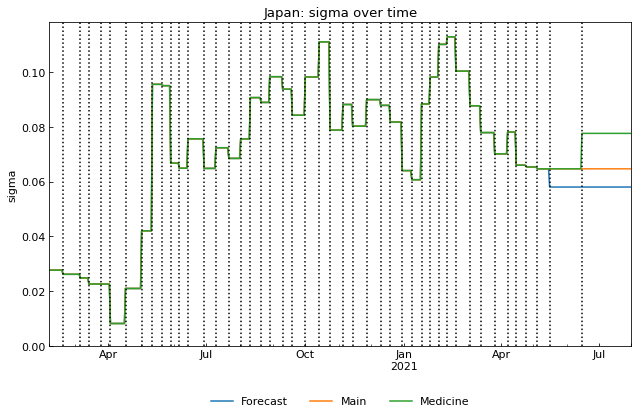 Japan: sigma over time
sigma
0.10
0.08
0.06
0.04
0.02
0.00
Apr
Jul
Oct
Jan
2021
Apr
Jul
Forecast
Main
Medicine